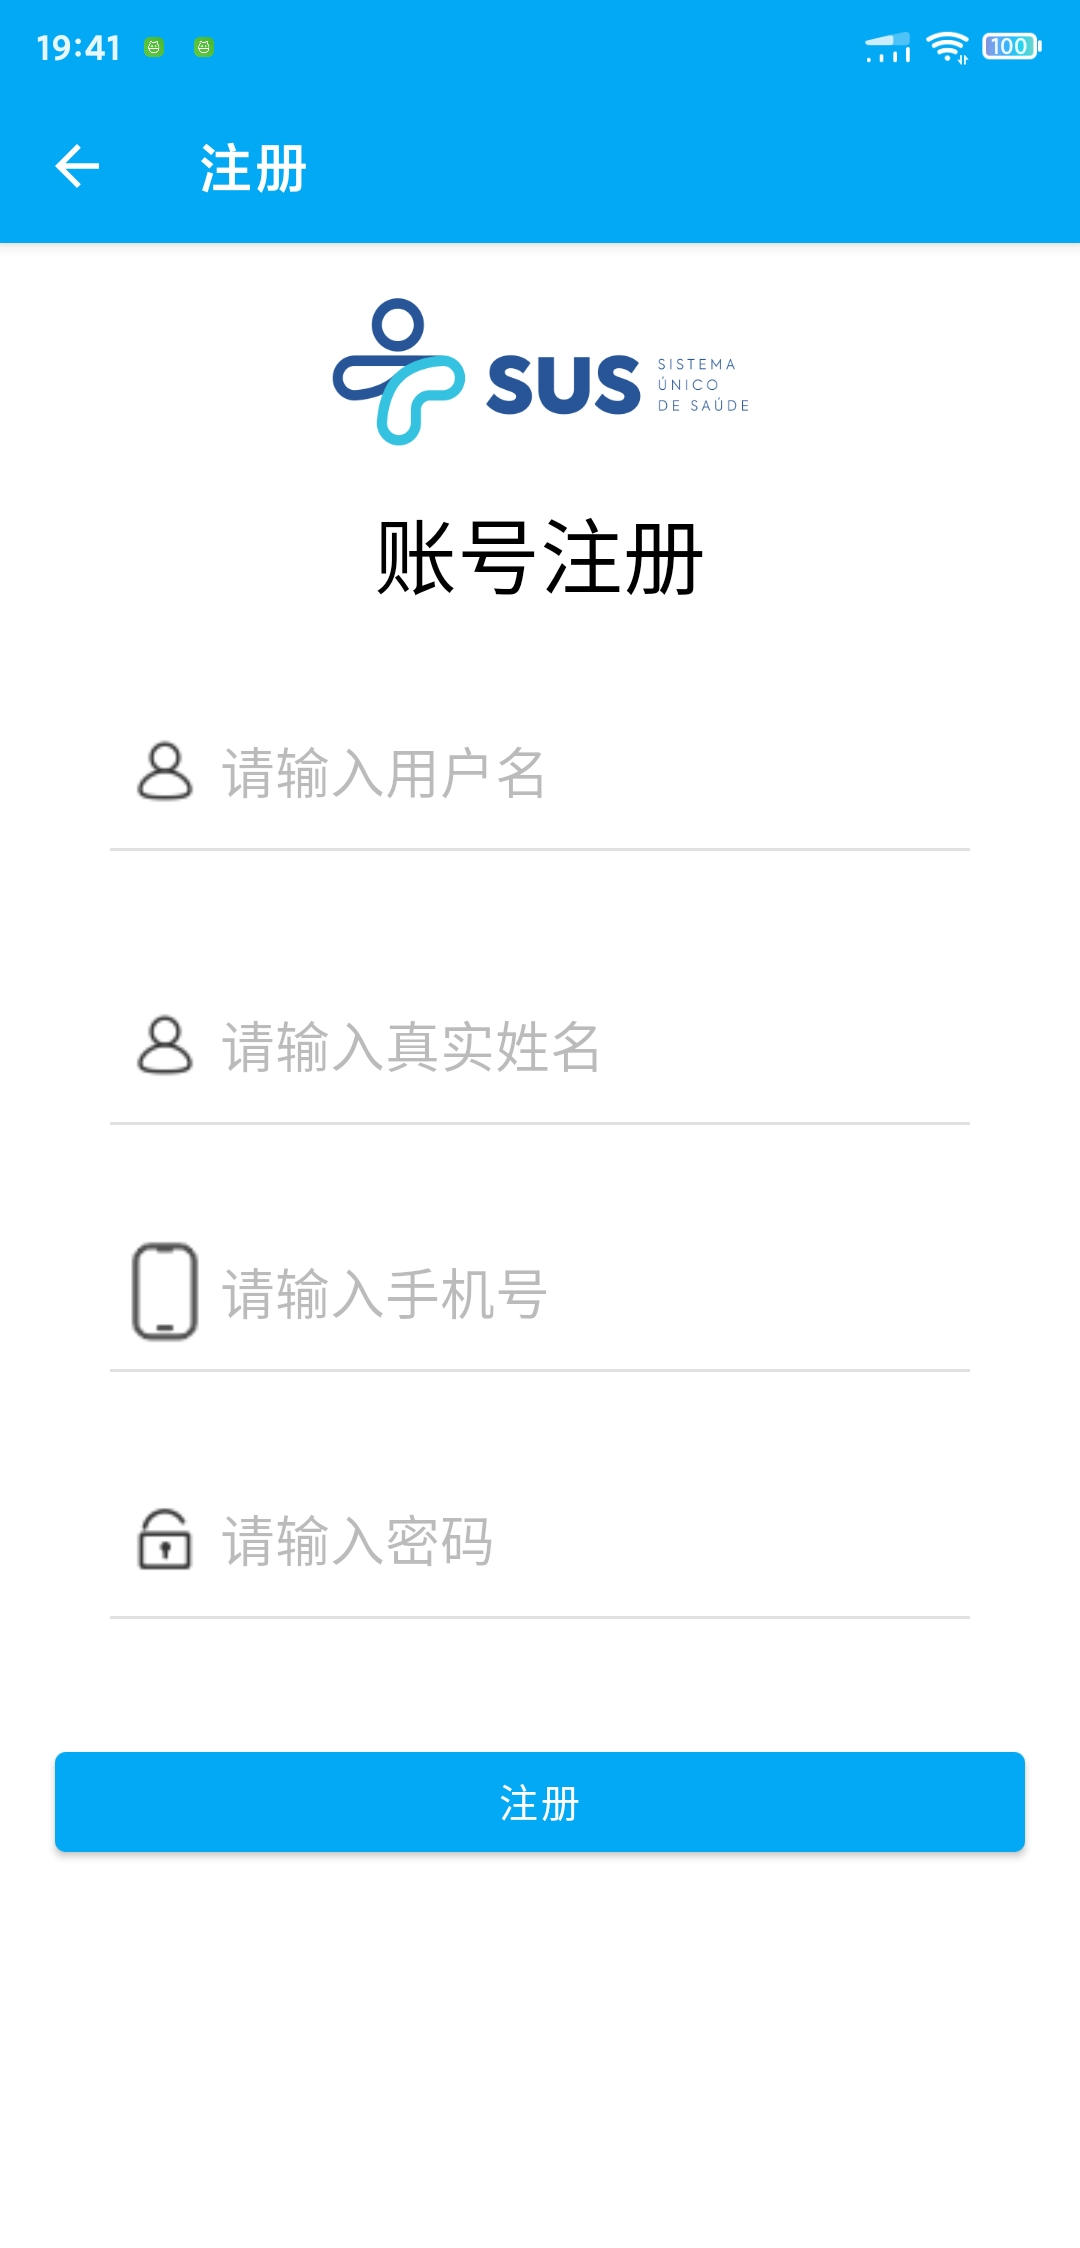 19:41
100
注册
SUS
SISTEMA
ÚNICO
DE SAÚDE
账号注册
请输入用户名
请输入真实姓名
请输入手机号
请输入密码
注册